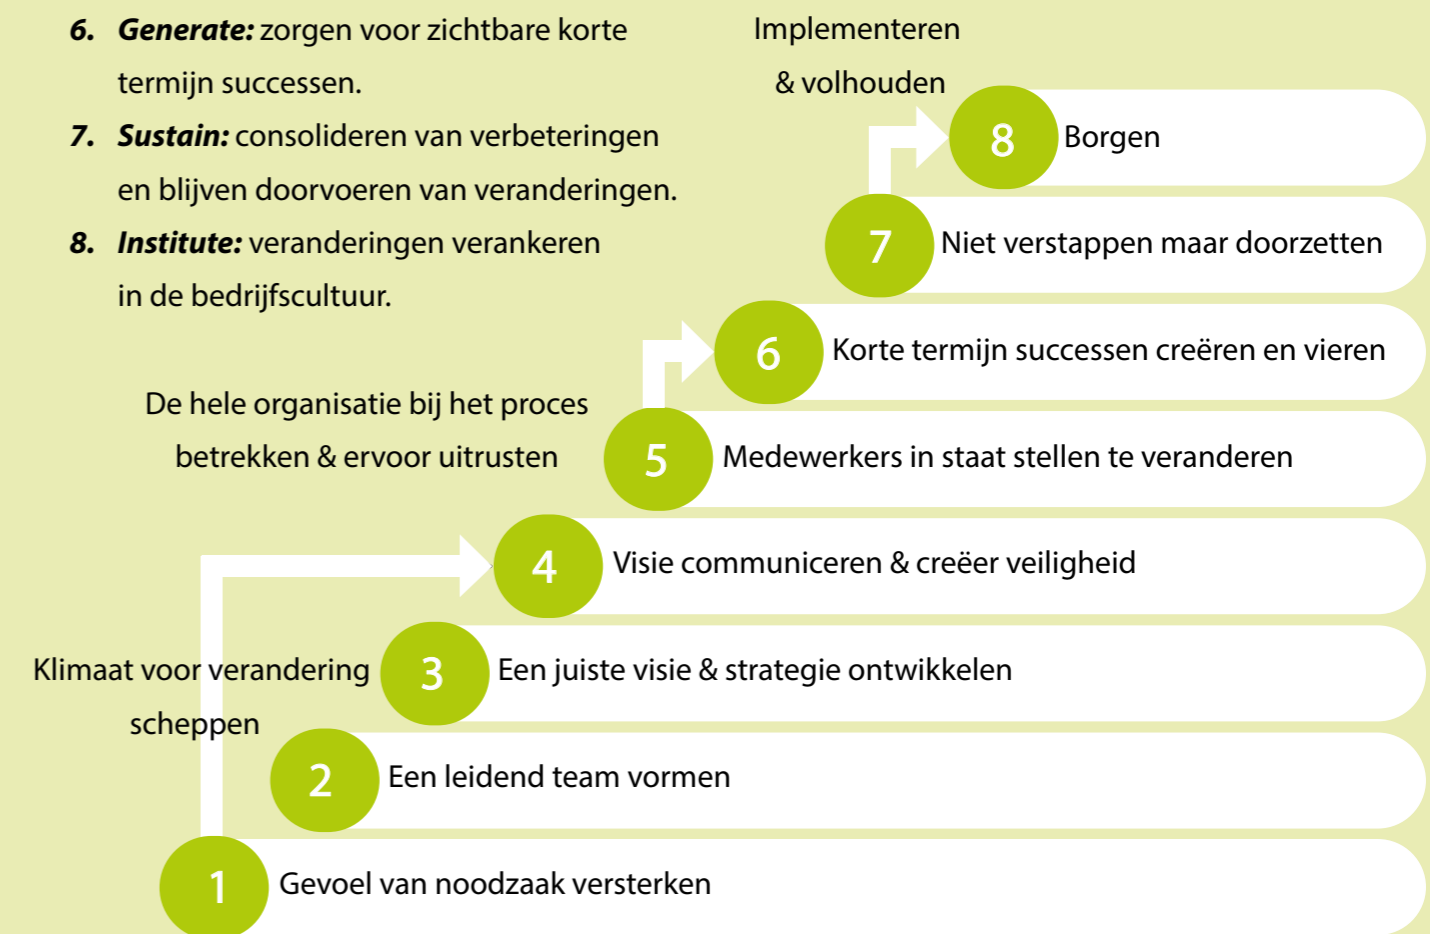 6. Generate: zorgen voor zichtbare korte
termijn successen.
7. Sustain: consolideren van verbeteringen
en blijven doorvoeren van veranderingen.
8. Institute: veranderingen verankeren
in de bedrijfscultuur.
Implementeren
& volhouden
8 Borgen
7 Niet verstappen maar doorzetten
6 Korte termijn successen creëren en vieren
De hele organisatie bij het proces
betrekken & ervoor uitrusten
5 Medewerkers in staat stellen te veranderen
4 Visie communiceren & creëer veiligheid
Klimaat voor verandering
scheppen
3 Een juiste visie & strategie ontwikkelen
2 Een leidend team vormen
1 Gevoel van noodzaak versterken